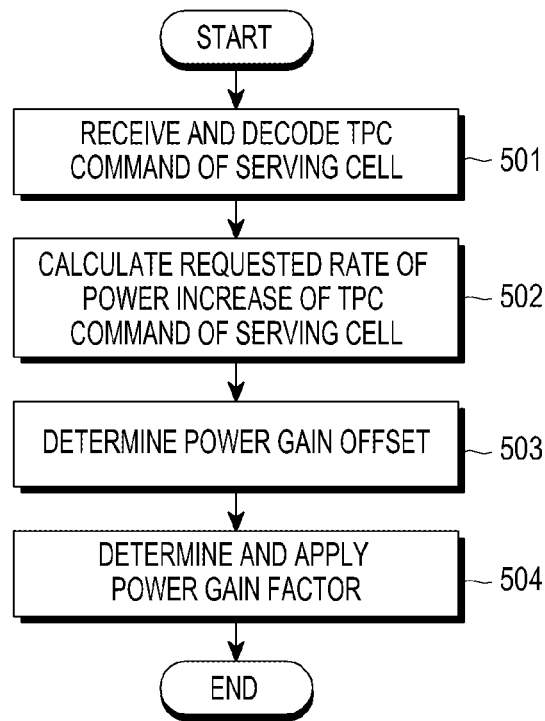 START
RECEIVE AND DECODE TPC
COMMAND OF SERVING CELL
501
CALCULATE REQUESTED RATE OF
POWER INCREASE OF TPC
COMMAND OF SERVING CELL
502
DETERMINE POWER GAIN OFFSET
503
DETERMINE AND APPLY
POWER GAIN FACTOR
504
END